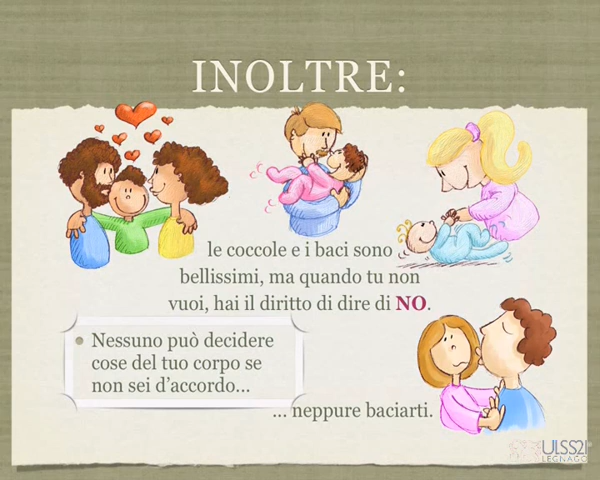 INOLTRE:
le coccole e i baci sono
bellissimi, ma quando tu non
vuoi, hai il diritto di dire di NO.
• Nessuno può decidere
cose del tuo corpo se
non sei d'accordo...
... neppure baciarti.
ULSS21
LEGNAGO